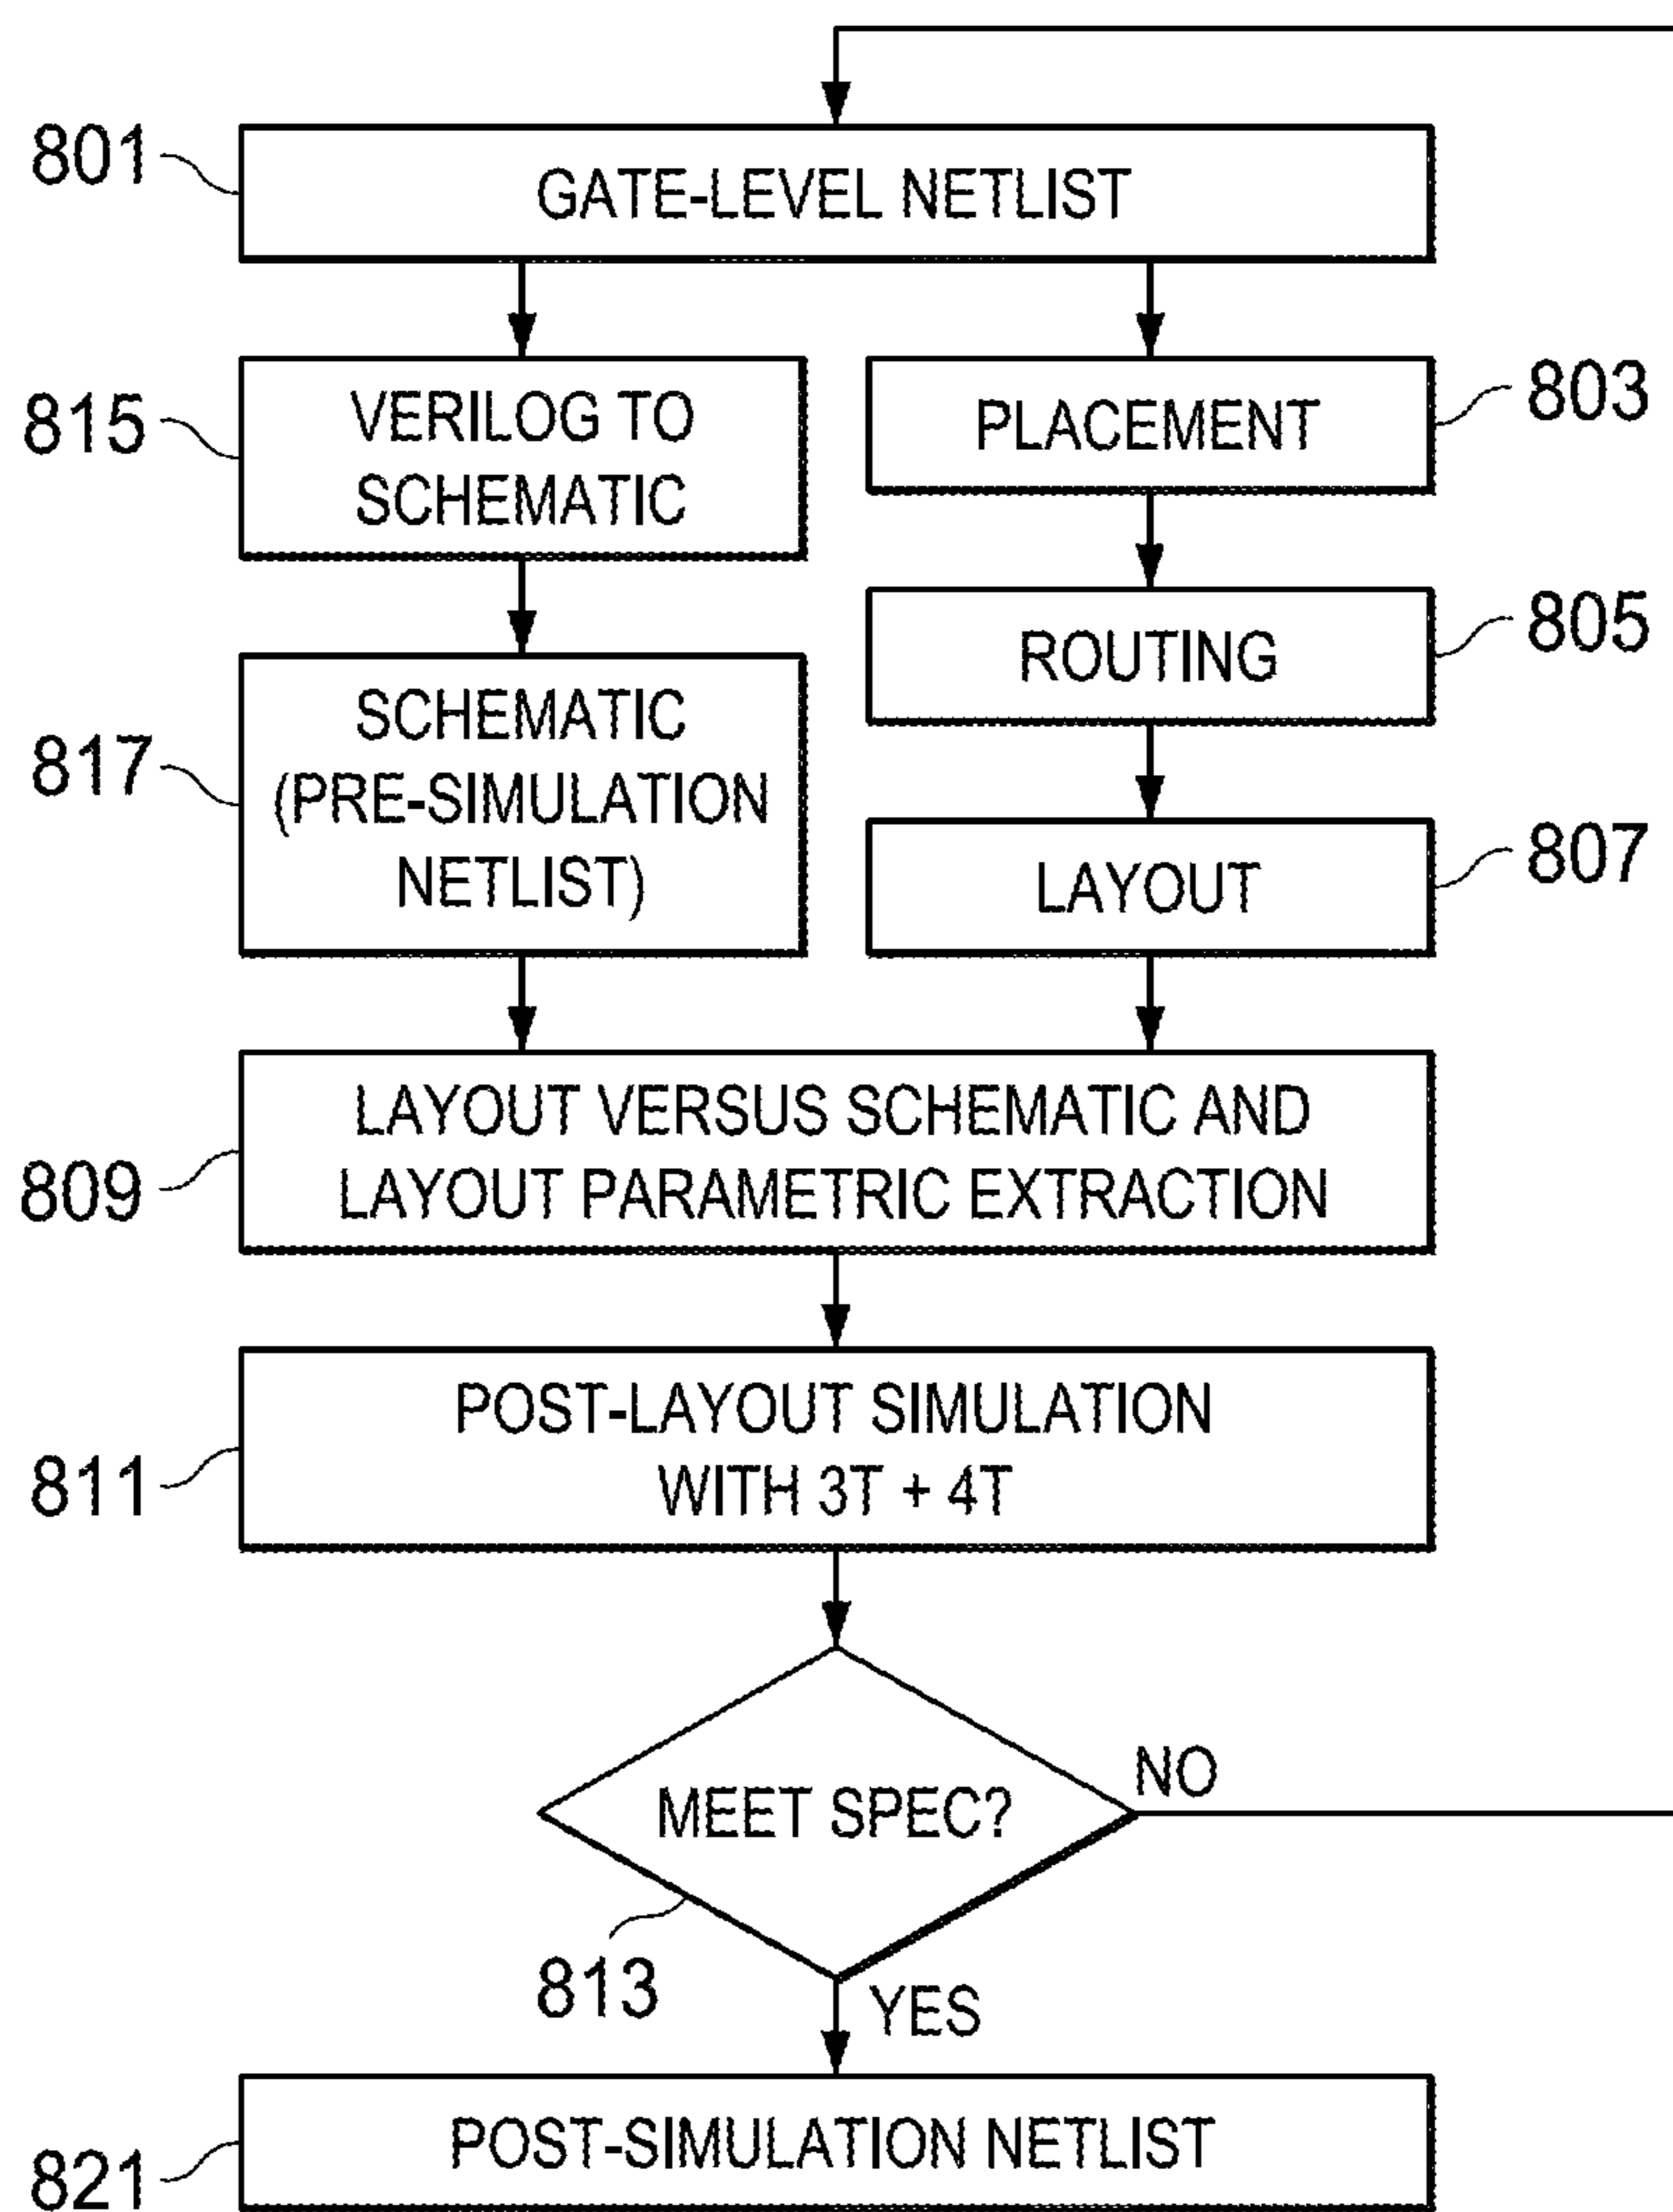 801
GATE-LEVEL NETLIST
815
VERILOG TO
SCHEMATIC
PLACEMENT
803
ROUTING
805
817
SCHEMATIC
(PRE-SIMULATION
NETLIST)
LAYOUT
807
809
LAYOUT VERSUS SCHEMATIC AND
LAYOUT PARAMETRIC EXTRACTION
811
POST-LAYOUT SIMULATION
WITH 3T + 4T
MEET SPEC?
NO
813
YES
821
POST-SIMULATION NETLIST